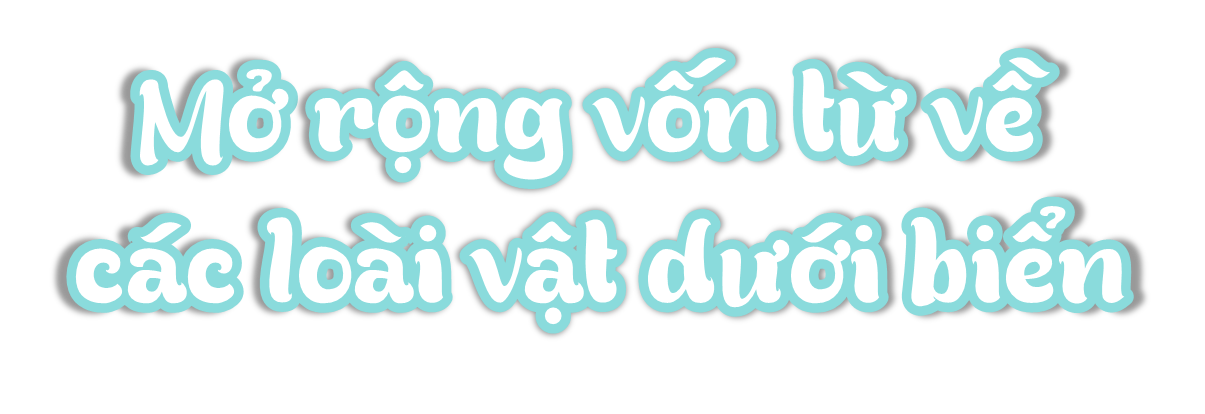 Mở rộng vốn từ về
các loài vật dưới biển